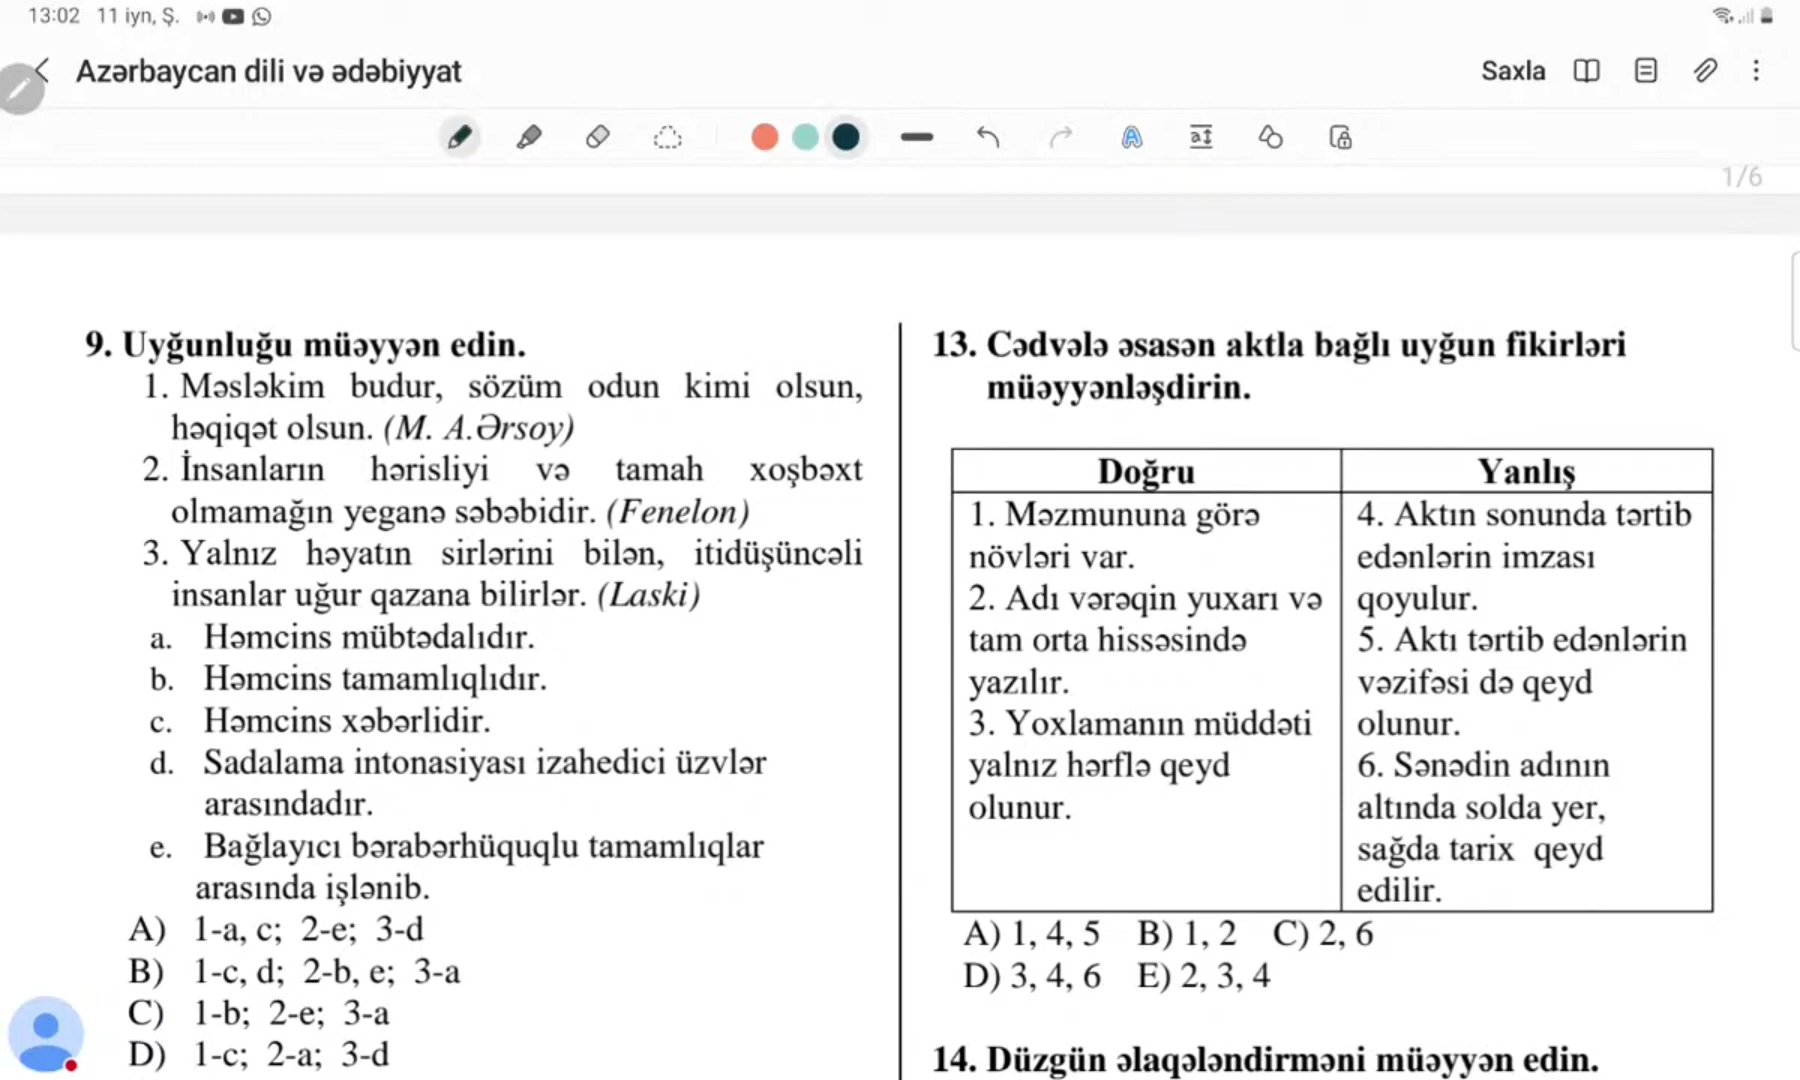 13:02 11 iyn, Ş.
Azərbaycan dili və ədəbiyyat
Saxla
1/6
9. Uyğunluğu müəyyən edin.
1. Məsləkim budur, sözüm odun kimi olsun,
həqiqət olsun. (M. A.Ərsoy)
2. İnsanların hərisliyi və tamah xoşbəxt
olmamağın yeganə səbəbidir. (Fenelon)
3. Yalnız həyatın sirlərini bilən, itidüşüncəli
insanlar uğur qazana bilirlər. (Laski)
a. Həmcins mübtədalıdır.
b. Həmcins tamamlıqlıdır.
c. Həmcins xəbərlidir.
d. Sadalama intonasiyası izahedici üzvlər
arasındadır.
e. Bağlayıcı bərabərhüquqlu tamamlıqlar
arasında işlənib.
A) 1-a, c; 2-e; 3-d
B) 1-c, d; 2-b, e; 3-a
C) 1-b; 2-e; 3-a
D) 1-c; 2-a; 3-d
13. Cədvələ əsasən aktla bağlı uyğun fikirləri
müəyyənləşdirin.
Doğru
1. Məzmununa görə
növləri var.
2. Adı vərəqin yuxarı və
tam orta hissəsində
yazılır.
3. Yoxlamanın müddəti
yalnız hərflə qeyd
olunur.
Yanlış
4. Aktın sonunda tərtib
edənlərin imzası
qoyulur.
5. Aktı tərtib edənlərin
vəzifəsi də qeyd
olunur.
6. Sənədin adının
altında solda yer,
sağda tarix qeyd
edilir.
A) 1, 4, 5 B) 1, 2 C) 2, 6
D) 3, 4, 6 E) 2, 3, 4
14. Düzgün əlaqələndirməni müəyyən edin.